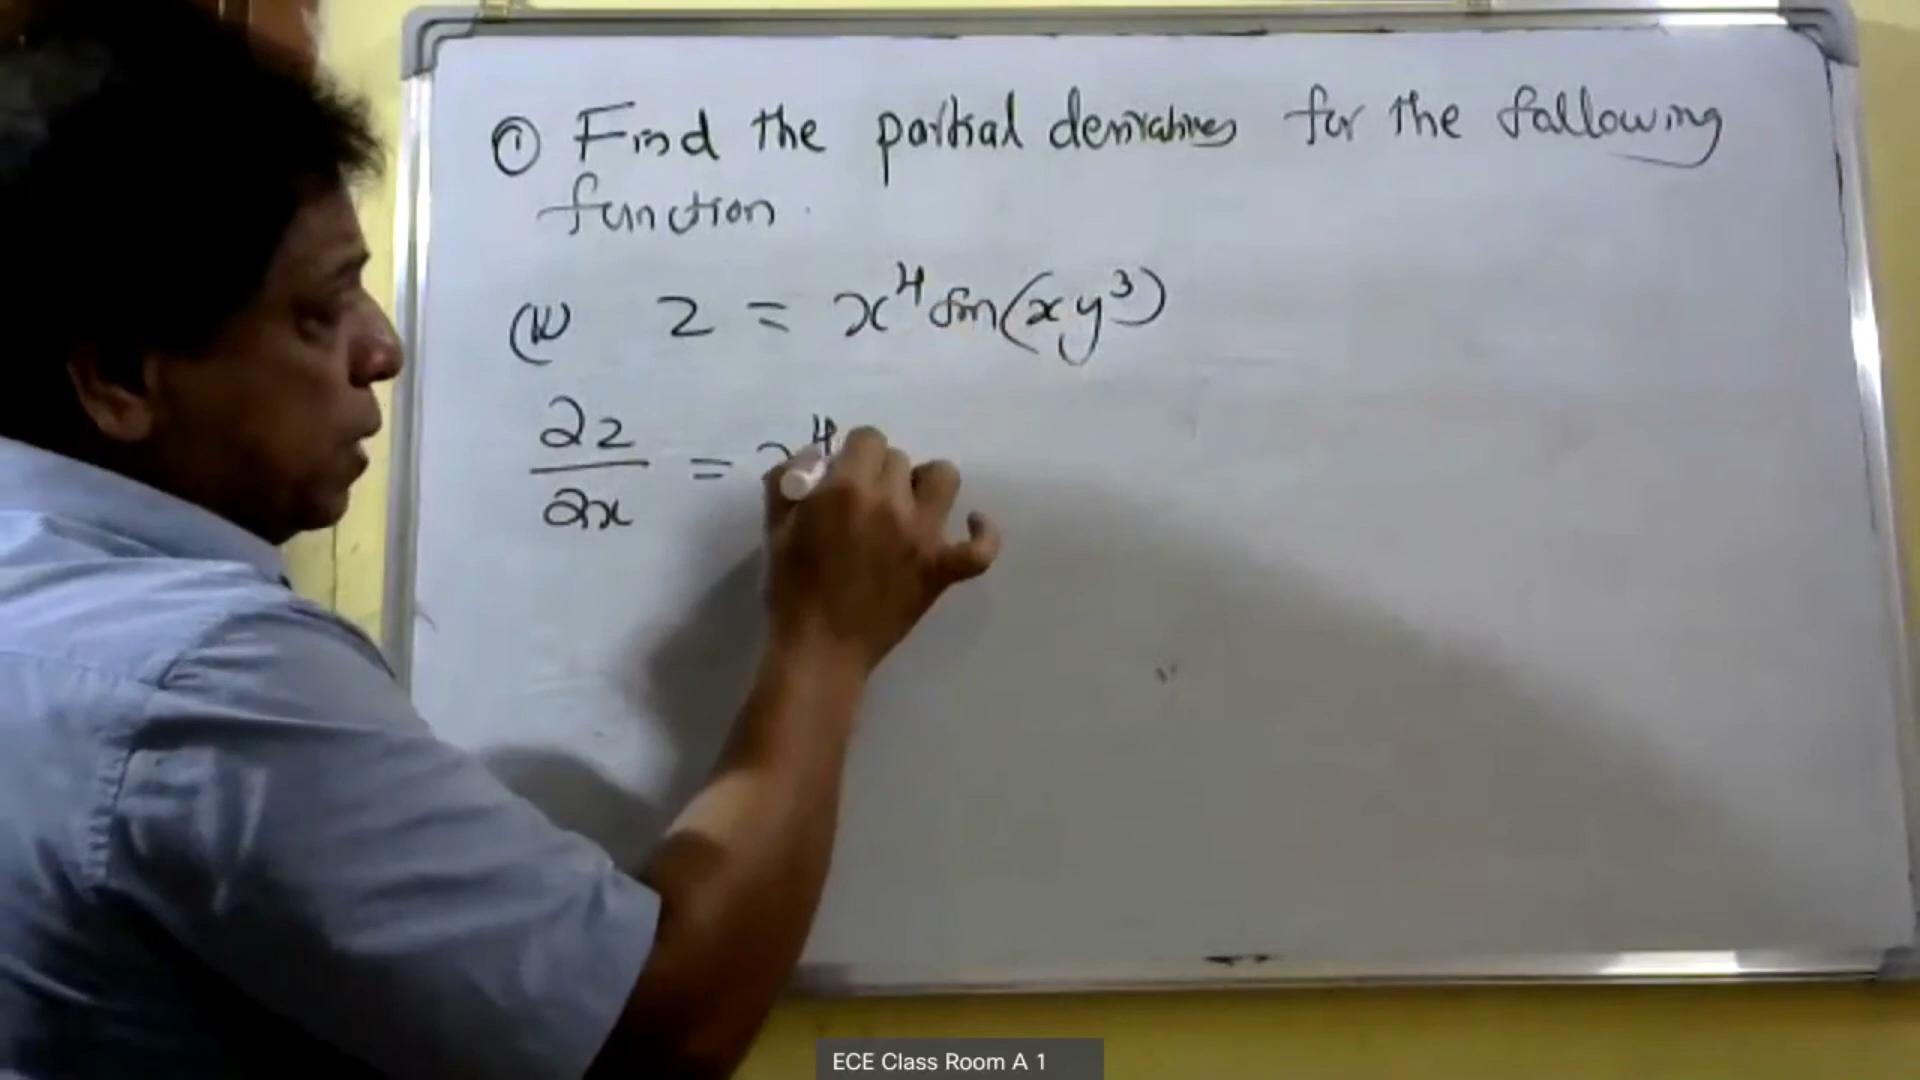 ① Find the partial derivatives for the following
function.
z = x⁴ sin(xy³)
∂z
∂x
= x⁴
ECE Class Room A 1